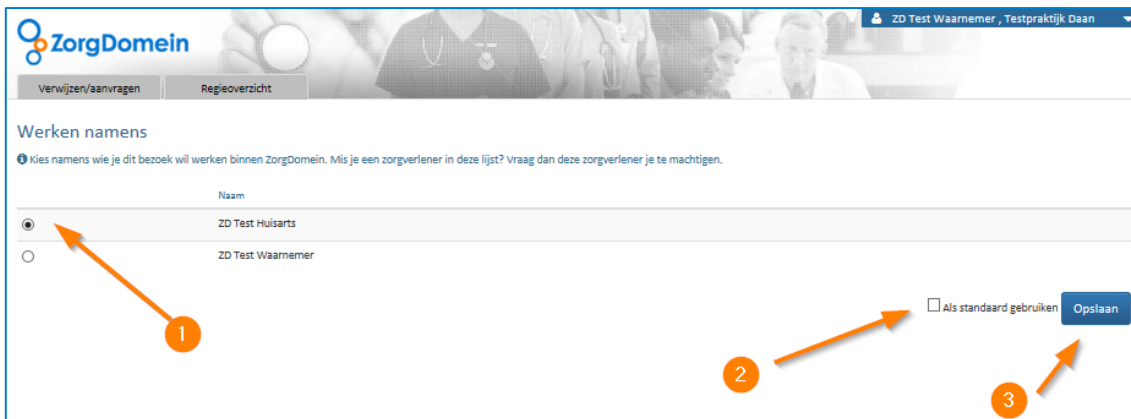 ZD Test Waarnemer , Testpraktijk Daan
ZorgDomein
Verwijzen/aanvragen Regieoverzicht
Werken namens
Kies namens wie je dit bezoek wil werken binnen ZorgDomein. Mis je een zorgverlener in deze lijst? Vraag dan deze zorgverlener je te machtigen.
Naam
ZD Test Huisarts
ZD Test Waarnemer
Als standaard gebruiken Opslaan
1
2
3